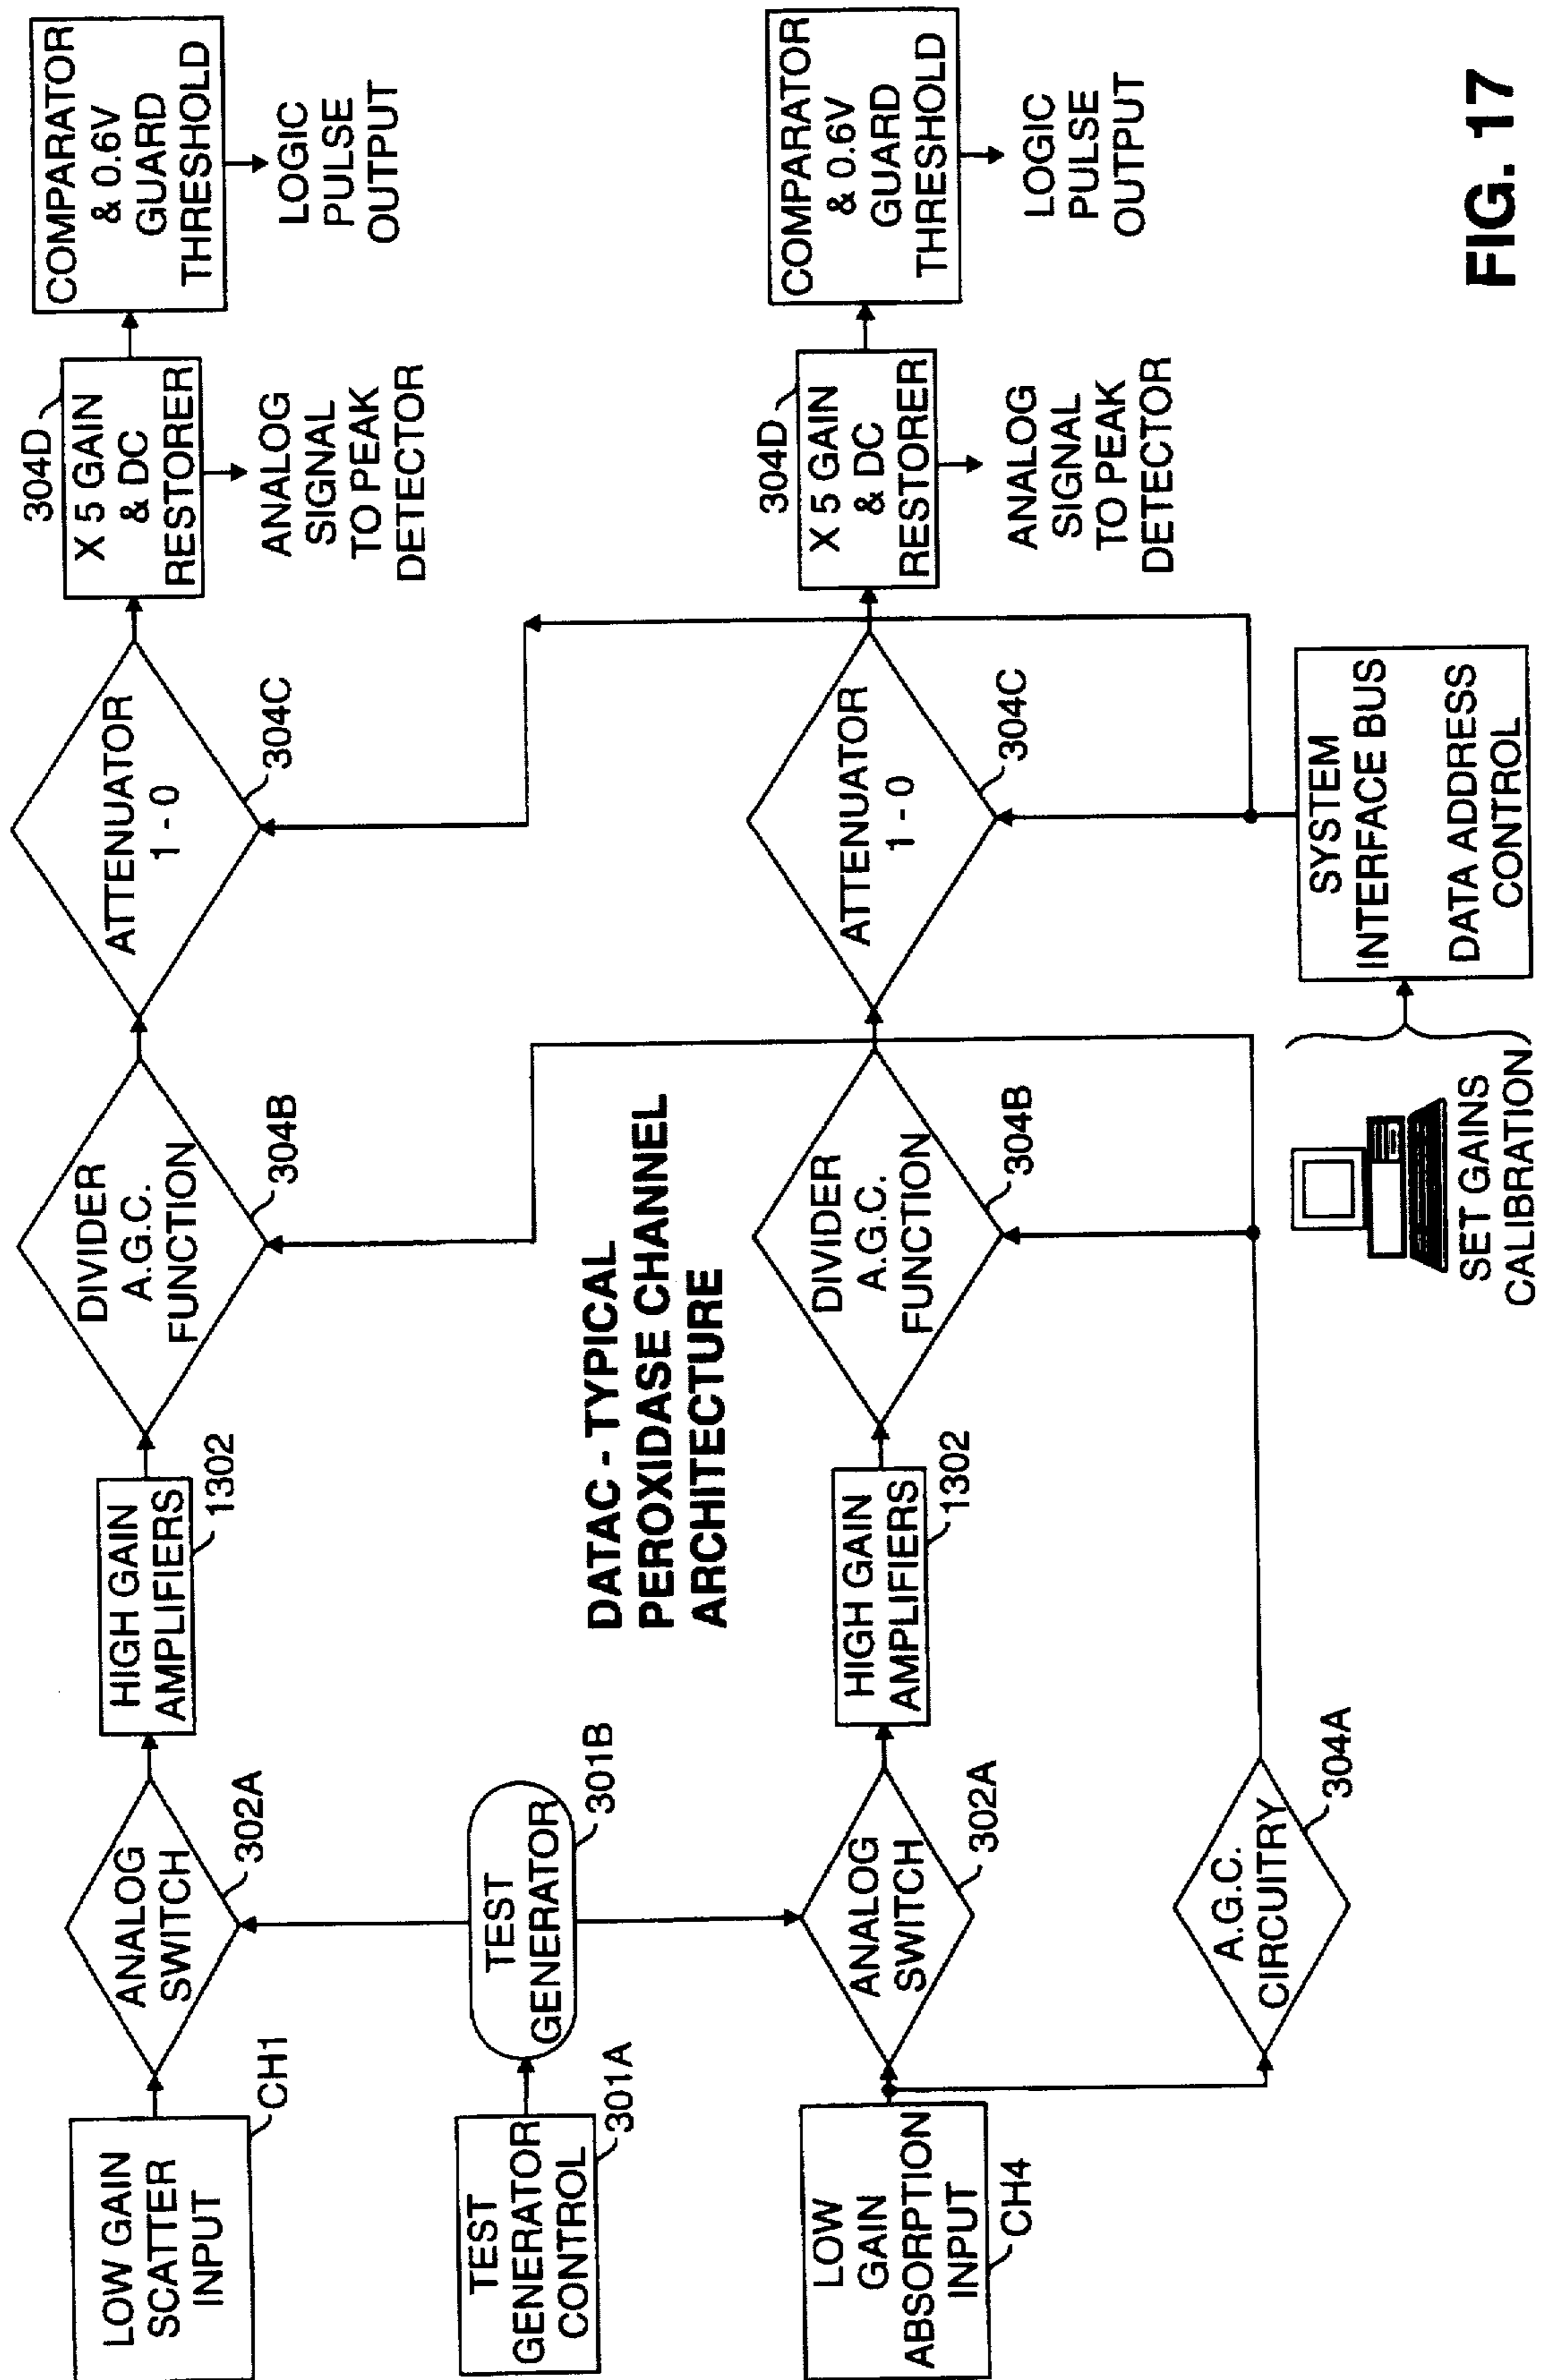 LOW GAIN
SCATTER
INPUT
CH1
ANALOG
SWITCH
302A
HIGH GAIN
AMPLIFIERS
1302
DIVIDER
A.G.C.
FUNCTION
304B
ATTENUATOR
1 - 0
304C
304D
X 5 GAIN
& DC
RESTORER
ANALOG
SIGNAL
TO PEAK
DETECTOR
COMPARATOR
& 0.6V
GUARD
THRESHOLD
LOGIC
PULSE
OUTPUT
TEST
GENERATOR
CONTROL
301A
TEST
GENERATOR
301B
DATAC - TYPICAL
PEROXIDASE CHANNEL
ARCHITECTURE
LOW
GAIN
ABSORPTION
INPUT
CH4
ANALOG
SWITCH
302A
HIGH GAIN
AMPLIFIERS
1302
DIVIDER
A.G.C.
FUNCTION
304B
ATTENUATOR
1 - 0
304C
304D
X 5 GAIN
& DC
RESTORER
ANALOG
SIGNAL
TO PEAK
DETECTOR
COMPARATOR
& 0.6V
GUARD
THRESHOLD
LOGIC
PULSE
OUTPUT
A.G.C.
CIRCUITRY
304A
SET GAINS
CALIBRATION
SYSTEM
INTERFACE BUS
DATA ADDRESS
CONTROL
FIG. 17